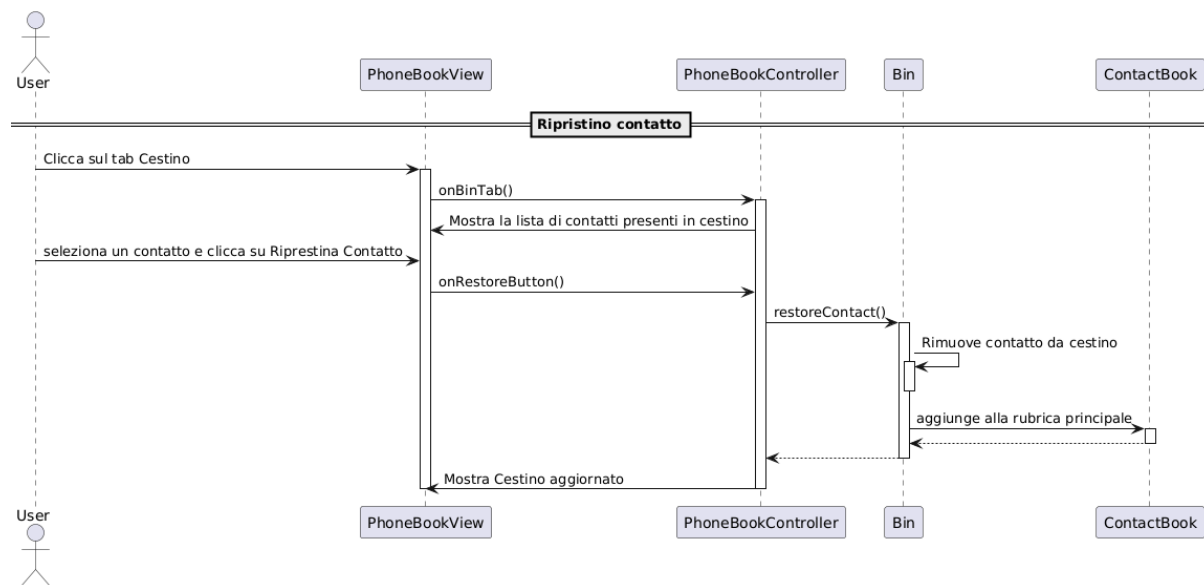 User
PhoneBookView
PhoneBookController
Bin
ContactBook
Ripristino contatto
Clicca sul tab Cestino
onBinTab()
Mostra la lista di contatti presenti in cestino
seleziona un contatto e clicca su Riprestina Contatto
onRestoreButton()
restoreContact()
Rimuove contatto da cestino
aggiunge alla rubrica principale
Mostra Cestino aggiornato
User
PhoneBookView
PhoneBookController
Bin
ContactBook